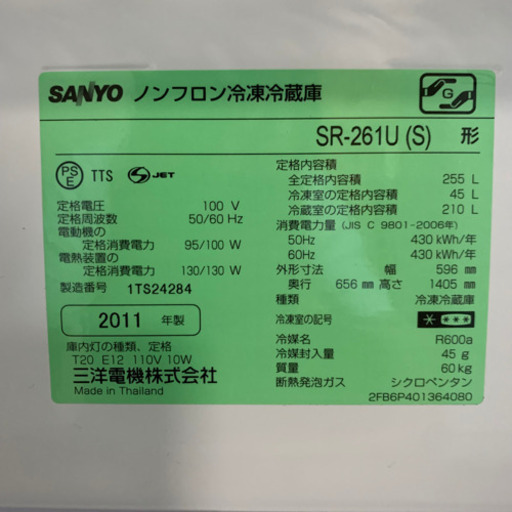 SANYO ノンフロン冷凍冷蔵庫
G
SR-261U (S) 形
PS E TTS S-JET
定格電圧 100 V
定格周波数 50/60 Hz
電動機の
定格消費電力 95/100 W
電熱装置の
定格消費電力 130/130 W
製造番号 1TS24284
2011 年製
庫内灯の種類、定格
T20 E12 110V 10W
三洋電機株式会社
Made in Thailand
定格内容積
全定格内容積 255 L
冷凍室の定格内容積 45 L
冷蔵室の定格内容積 210 L
消費電力量 (JIS C 9801-2006年)
50Hz 430 kWh/年
60Hz 430 kWh/年
外形寸法 幅 596 mm
奥行 656 mm 高さ 1405 mm
種類 冷凍冷蔵庫
冷凍室の記号 ****
冷媒名 R600a
冷媒封入量 45 g
質量 60 kg
断熱発泡ガス シクロペンタン
2FB6P401364080